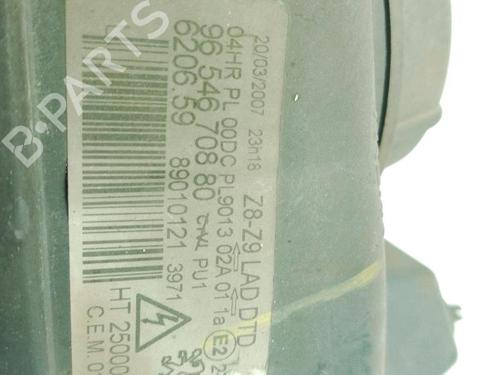 20/03/2007 23h18 Z8-Z9 LAD DTD
04HR PL 00DC PL9013 02A 01 1a E2
96 546 708 80 PU1
6206.59 89010121 3971
HT 25000
C.E.M.
B-PARTS